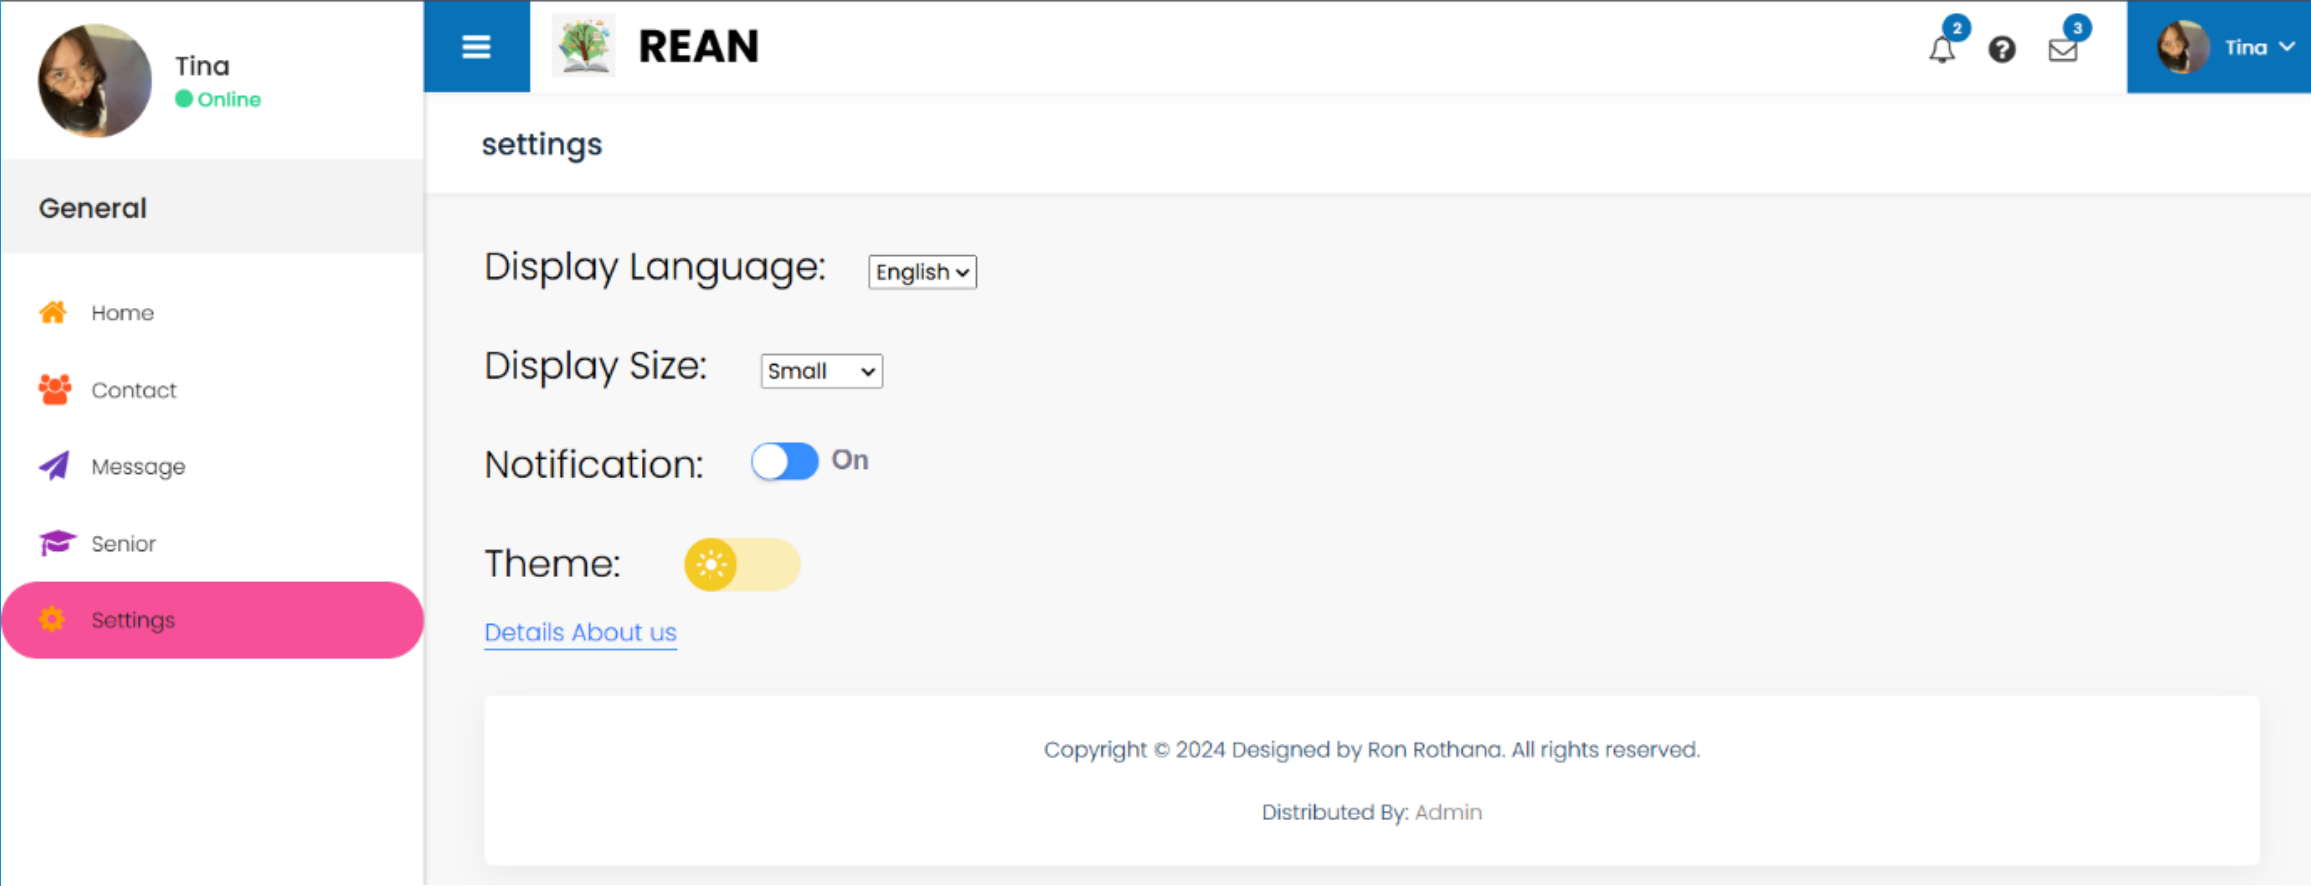 Tina
Online
General
Home
Contact
Message
Senior
Settings
REAN
2
3
Tina
settings
Display Language: English
Display Size: Small
Notification: On
Theme:
Details About us
Copyright © 2024 Designed by Ron Rothana. All rights reserved.
Distributed By: Admin